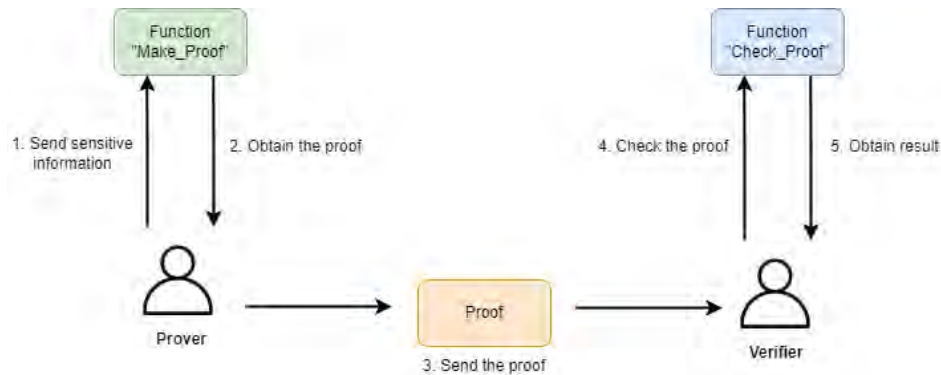 Function
"Make_Proof"
Function
"Check_Proof"
1. Send sensitive
information
2. Obtain the proof
4. Check the proof
5. Obtain result
Proof
Prover
3. Send the proof
Verifier